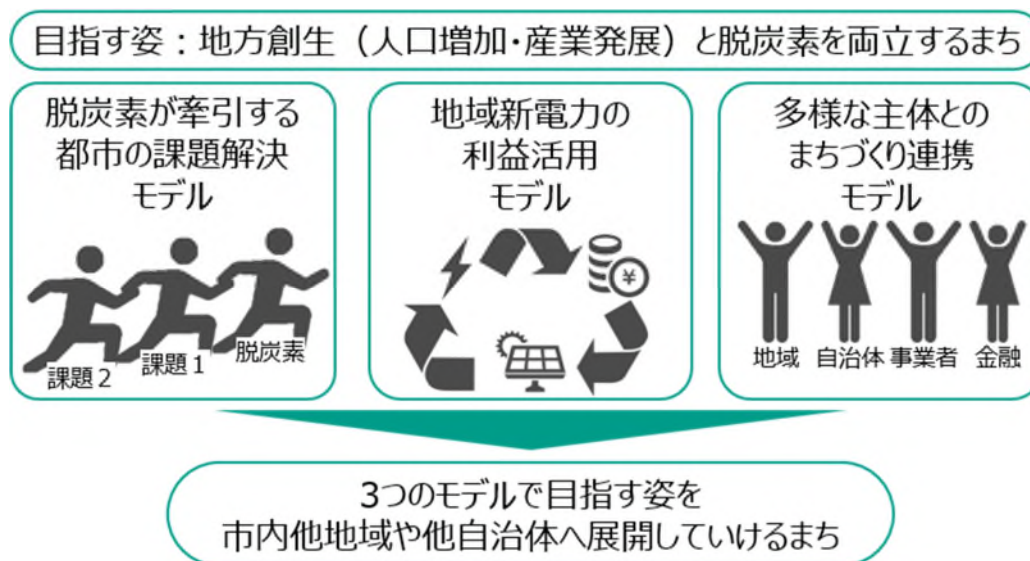 目指す姿：地方創生（人口増加・産業発展）と脱炭素を両立するまち
脱炭素が牽引する
都市の課題解決
モデル
課題2
課題1
脱炭素
地域新電力の
利益活用
モデル
¥
多様な主体との
まちづくり連携
モデル
地域
自治体
事業者
金融
3つのモデルで目指す姿を
市内他地域や他自治体へ展開していけるまち